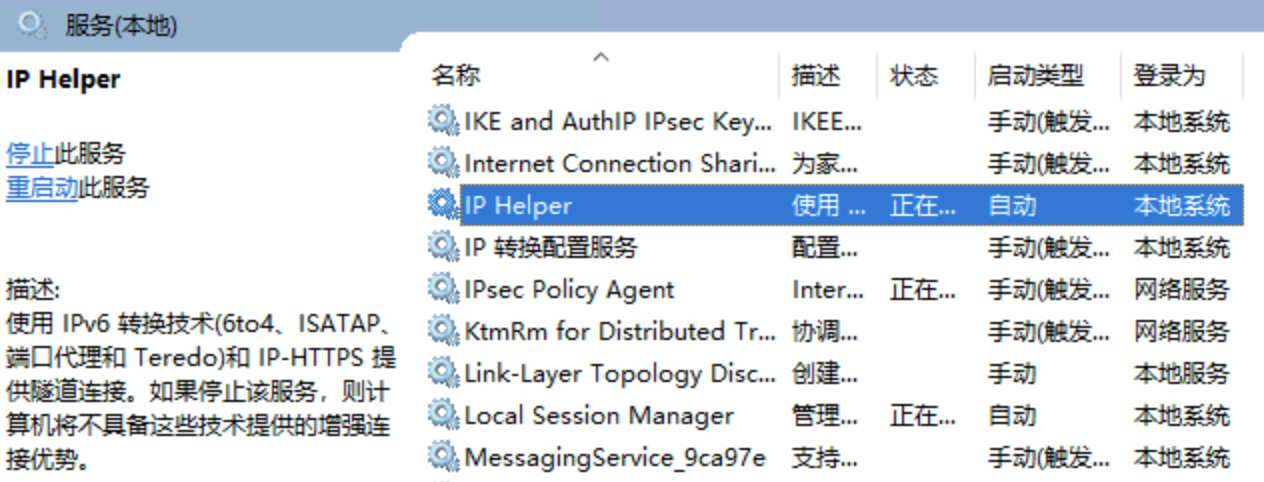 服务(本地)
IP Helper
停止此服务
重启动此服务
描述:
使用 IPv6 转换技术(6to4、ISATAP、
端口代理和 Teredo)和 IP-HTTPS 提
供隧道连接。如果停止该服务，则计
算机将不具备这些技术提供的增强连
接优势。
名称 描述 状态 启动类型 登录为
IKE and AuthIP IPsec Key... IKEE... 手动(触发... 本地系统
Internet Connection Shari... 为家... 手动(触发... 本地系统
IP Helper 使用 ... 正在... 自动 本地系统
IP 转换配置服务 配置... 手动(触发... 本地系统
IPsec Policy Agent Inter... 正在... 手动(触发... 网络服务
KtmRm for Distributed Tr... 协调... 手动(触发... 网络服务
Link-Layer Topology Disc... 创建... 手动 本地服务
Local Session Manager 管理... 正在... 自动 本地系统
MessagingService_9ca97e 支持... 手动(触发... 本地系统